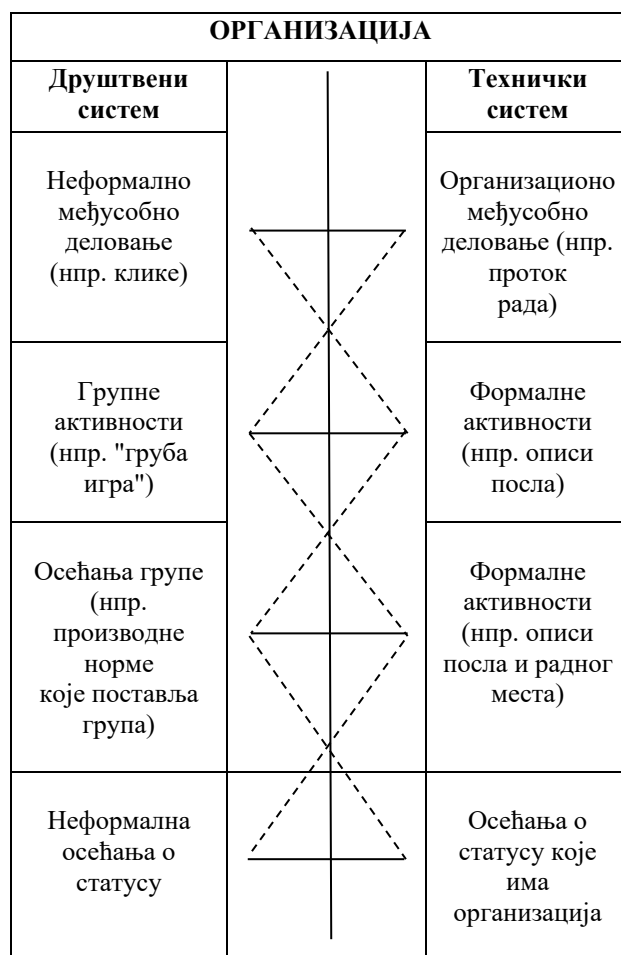 ОРГАНИЗАЦИЈА
Друштвени
систем
Технички
систем
Неформално
међусобно
деловање
(нпр. клике)
Организационо
међусобно
деловање (нпр.
проток
рада)
Групне
активности
(нпр. "груба
игра")
Формалне
активности
(нпр. описи
посла)
Осећања групе
(нпр.
производне
норме
које поставља
група)
Формалне
активности
(нпр. описи
посла и радног
места)
Неформална
осећања о
статусу
Осећања о
статусу које
има
организација